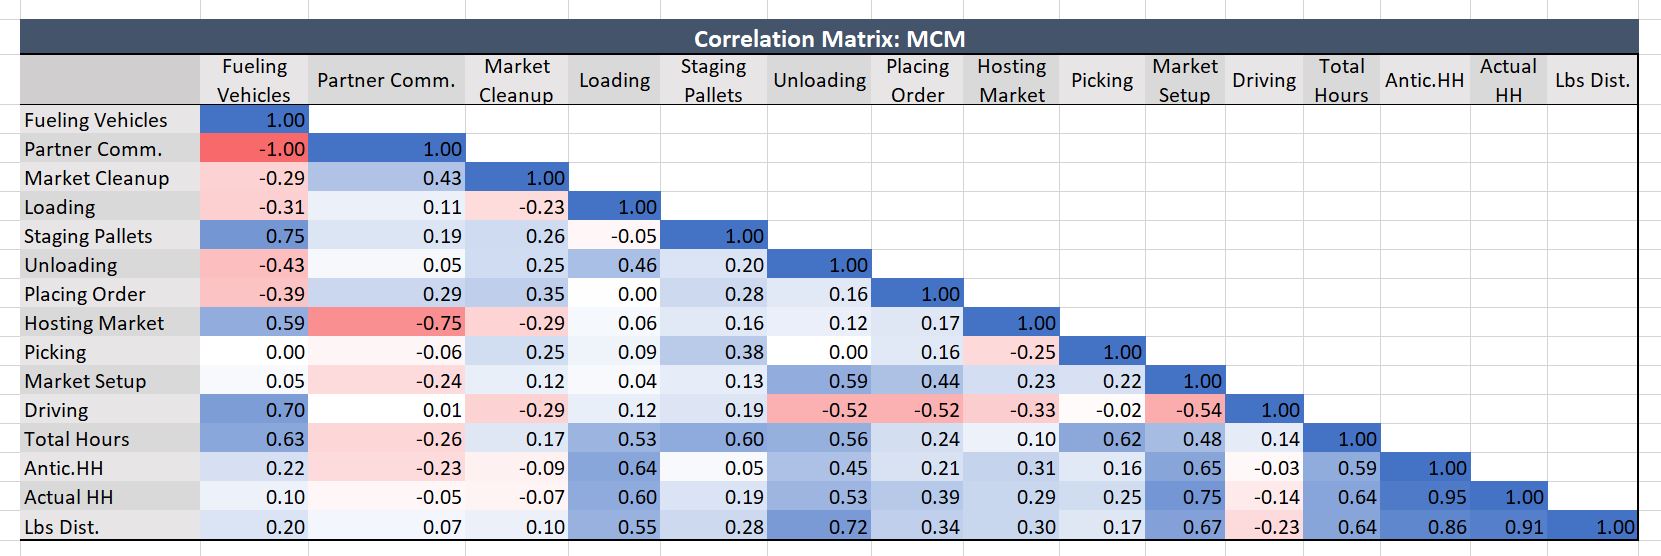 Correlation Matrix: MCM
Fueling Vehicles Partner Comm. Market Cleanup Loading Staging Pallets Unloading Placing Order Hosting Market Picking Market Setup Driving Total Hours Antic.HH Actual HH Lbs Dist.
Fueling Vehicles 1.00
Partner Comm. -1.00 1.00
Market Cleanup -0.29 0.43 1.00
Loading -0.31 0.11 -0.23 1.00
Staging Pallets 0.75 0.19 0.26 -0.05 1.00
Unloading -0.43 0.05 0.25 0.46 0.20 1.00
Placing Order -0.39 0.29 0.35 0.00 0.28 0.16 1.00
Hosting Market 0.59 -0.75 -0.29 0.06 0.16 0.12 0.17 1.00
Picking 0.00 -0.06 0.25 0.09 0.38 0.00 0.16 -0.25 1.00
Market Setup 0.05 -0.24 0.12 0.04 0.13 0.59 0.44 0.23 0.22 1.00
Driving 0.70 0.01 -0.29 0.12 0.19 -0.52 -0.52 -0.33 -0.02 -0.54 1.00
Total Hours 0.63 -0.26 0.17 0.53 0.60 0.56 0.24 0.10 0.62 0.48 0.14 1.00
Antic.HH 0.22 -0.23 -0.09 0.64 0.05 0.45 0.21 0.31 0.16 0.65 -0.03 0.59 1.00
Actual HH 0.10 -0.05 -0.07 0.60 0.19 0.53 0.39 0.29 0.25 0.75 -0.14 0.64 0.95 1.00
Lbs Dist. 0.20 0.07 0.10 0.55 0.28 0.72 0.34 0.30 0.17 0.67 -0.23 0.64 0.86 0.91 1.00